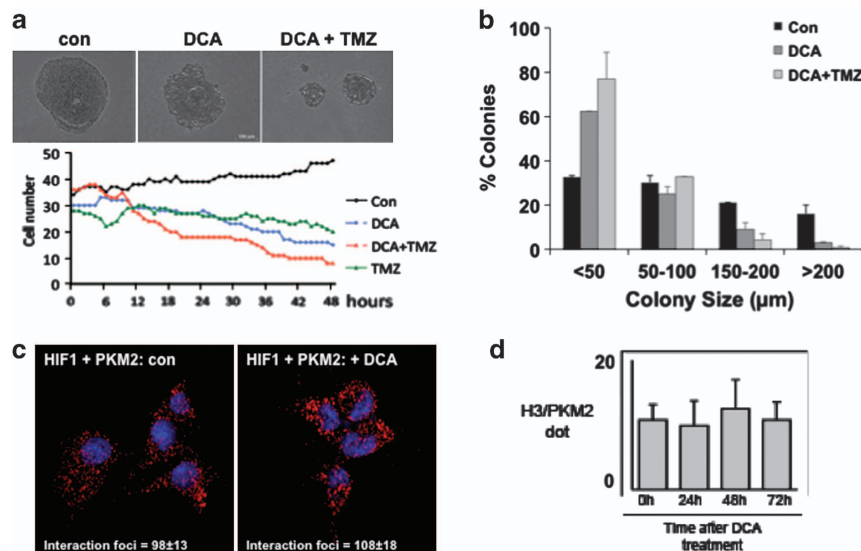 a
con DCA DCA + TMZ
50
40
30
20
10
0
Cell number
Con
DCA
DCA+TMZ
TMZ
0 6 12 18 24 30 36 42 48 hours
b
100
80
60
40
20
0
% Colonies
Con
DCA
DCA+TMZ
<50 50-100 150-200 >200
Colony Size (µm)
c
HIF1 + PKM2: con
Interaction foci = 98±13
HIF1 + PKM2: + DCA
Interaction foci = 108±18
d
20
H3/PKM2
dot
0
0h 24h 48h 72h
Time after DCA
treatment